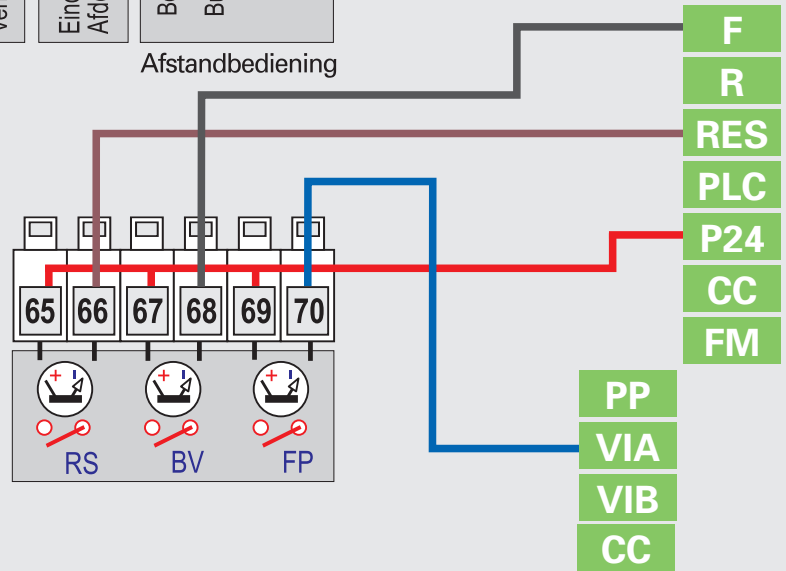 Afstandbediening
F
R
RES
PLC
P24
CC
FM
65 66 67 68 69 70
RS BV FP
PP
VIA
VIB
CC